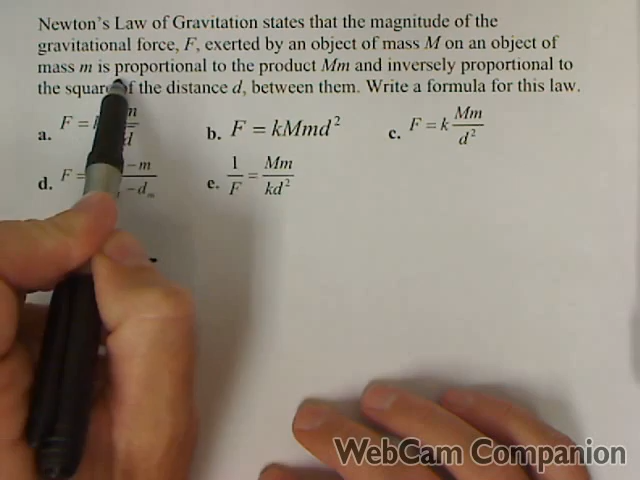 Newton's Law of Gravitation states that the magnitude of the
gravitational force, F, exerted by an object of mass M on an object of
mass m is proportional to the product Mm and inversely proportional to
the square of the distance d, between them. Write a formula for this law.
a. F = b. F = kMmd² c. F = k Mm/d²
d. F = e. 1/F = Mm/kd²
WebCam Companion